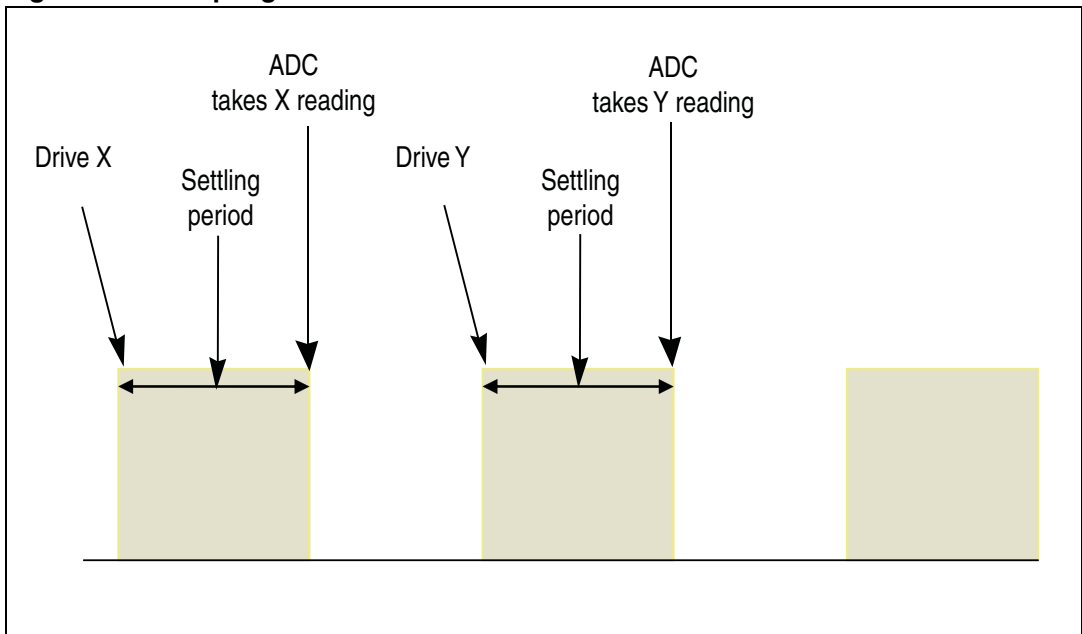 ADC
takes X reading
ADC
takes Y reading
Drive X
Settling
period
Drive Y
Settling
period